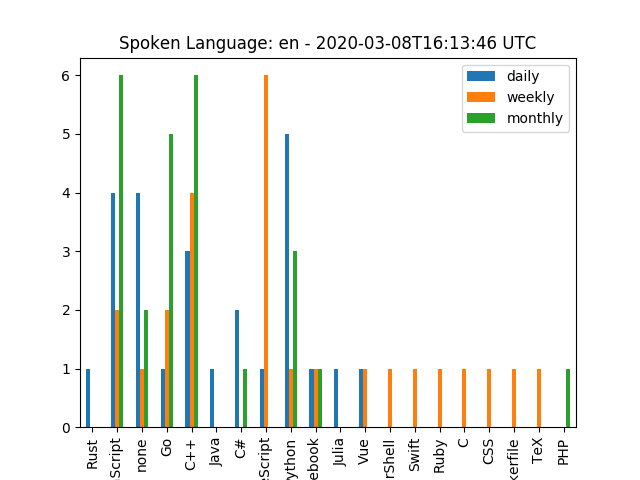 Spoken Language: en - 2020-03-08T16:13:46 UTC
daily
weekly
monthly
6
5
4
3
2
1
0
Rust
Script
none
Go
C++
Java
C#
Script
ython
ebook
Julia
Vue
rShell
Swift
Ruby
C
CSS
kerfile
TeX
PHP